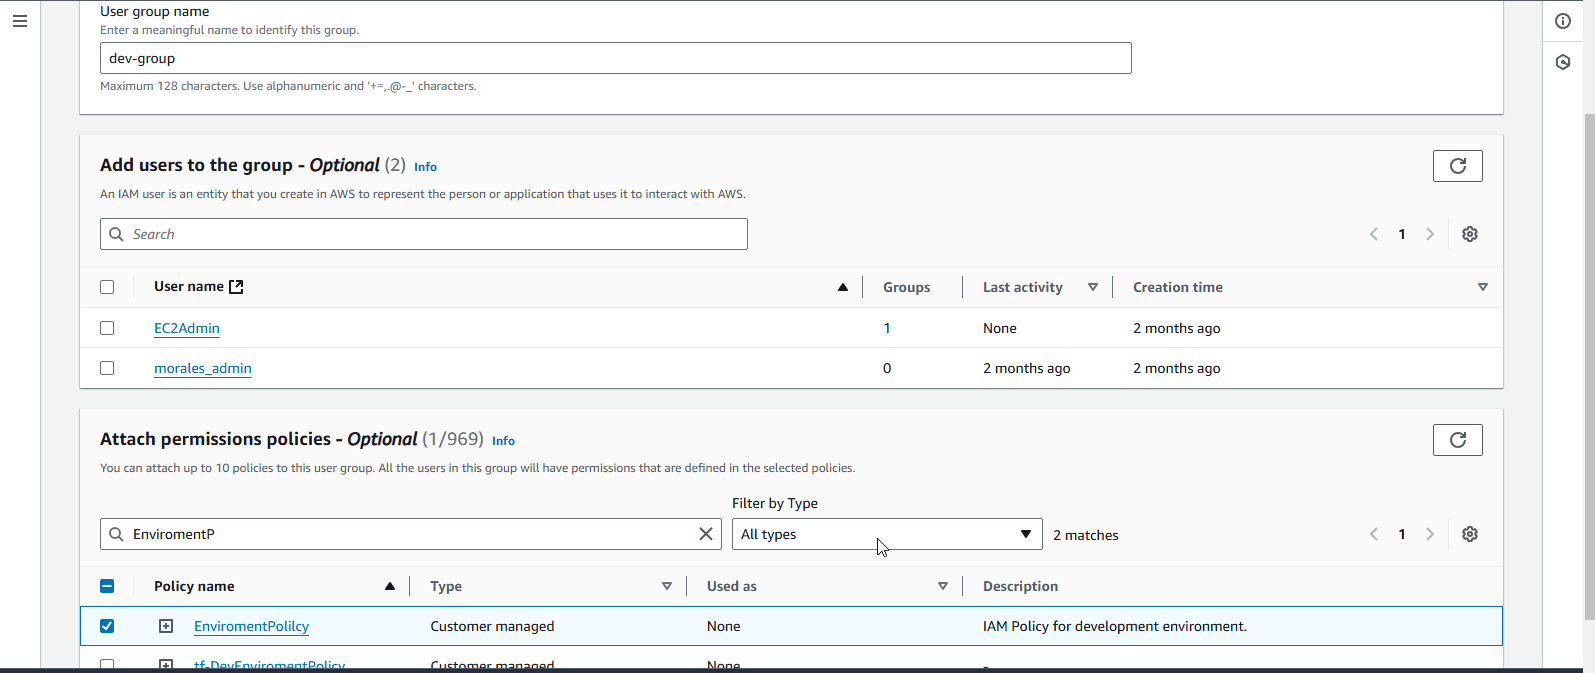 User group name
Enter a meaningful name to identify this group.
dev-group
Maximum 128 characters. Use alphanumeric and '+=,.@-_' characters.
Add users to the group - Optional (2) Info
An IAM user is an entity that you create in AWS to represent the person or application that uses it to interact with AWS.
Search
1
User name Groups Last activity Creation time
EC2Admin 1 None 2 months ago
morales_admin 0 2 months ago 2 months ago
Attach permissions policies - Optional (1/969) Info
You can attach up to 10 policies to this user group. All the users in this group will have permissions that are defined in the selected policies.
Filter by Type
EnviromentP All types 2 matches 1
Policy name Type Used as Description
EnviromentPolilcy Customer managed None IAM Policy for development environment.
tf-DevEnviromentPolicy Customer managed None -